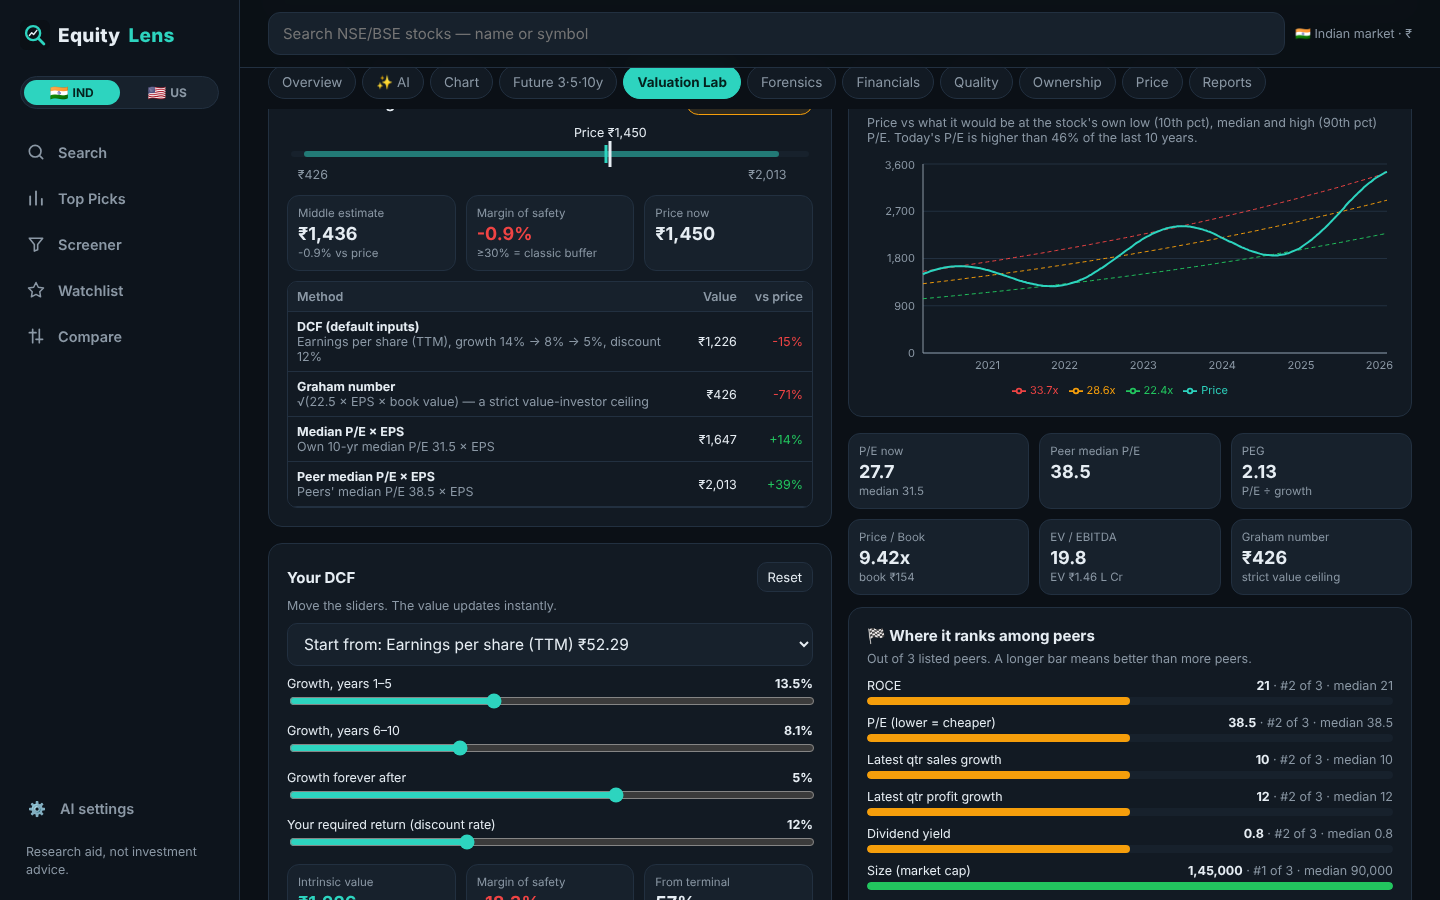 Equity Lens
IND
US
Search
Top Picks
Screener
Watchlist
Compare
AI settings
Research aid, not investment
advice.
Search NSE/BSE stocks — name or symbol
Indian market · ₹
Overview
✨ AI
Chart
Future 3·5·10y
Valuation Lab
Forensics
Financials
Quality
Ownership
Price
Reports
Price ₹1,450
₹426
₹2,013
Middle estimate
₹1,436
-0.9% vs price
Margin of safety
-0.9%
≥30% = classic buffer
Price now
₹1,450
Method Value vs price
DCF (default inputs)
Earnings per share (TTM), growth 14% → 8% → 5%, discount
12%
₹1,226 -15%
Graham number
√(22.5 × EPS × book value) — a strict value-investor ceiling
₹426 -71%
Median P/E × EPS
Own 10-yr median P/E 31.5 × EPS
₹1,647 +14%
Peer median P/E × EPS
Peers' median P/E 38.5 × EPS
₹2,013 +39%
Your DCF
Reset
Move the sliders. The value updates instantly.
Start from: Earnings per share (TTM) ₹52.29
Growth, years 1–5 13.5%
Growth, years 6–10 8.1%
Growth forever after 5%
Your required return (discount rate) 12%
Intrinsic value
Margin of safety
From terminal
Price vs what it would be at the stock's own low (10th pct), median and high (90th pct)
P/E. Today's P/E is higher than 46% of the last 10 years.
3,600
2,700
1,800
900
0
2021 2022 2023 2024 2025 2026
33.7x 28.6x 22.4x Price
P/E now
27.7
median 31.5
Peer median P/E
38.5
PEG
2.13
P/E ÷ growth
Price / Book
9.42x
book ₹154
EV / EBITDA
19.8
EV ₹1.46 L Cr
Graham number
₹426
strict value ceiling
🏁 Where it ranks among peers
Out of 3 listed peers. A longer bar means better than more peers.
ROCE 21 · #2 of 3 · median 21
P/E (lower = cheaper) 38.5 · #2 of 3 · median 38.5
Latest qtr sales growth 10 · #2 of 3 · median 10
Latest qtr profit growth 12 · #2 of 3 · median 12
Dividend yield 0.8 · #2 of 3 · median 0.8
Size (market cap) 1,45,000 · #1 of 3 · median 90,000